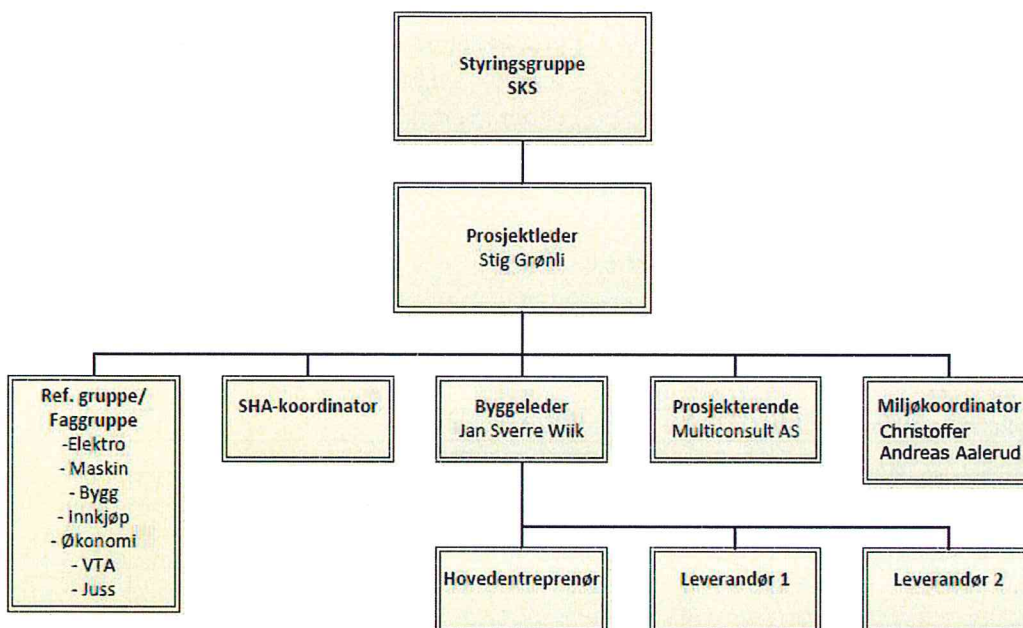 Styringsgruppe
SKS
Prosjektleder
Stig Grønli
Ref. gruppe/
Faggruppe
-Elektro
- Maskin
- Bygg
- Innkjøp
- Økonomi
- VTA
- Juss
SHA-koordinator
Byggeleder
Jan Sverre Wiik
Prosjekterende
Multiconsult AS
Miljøkoordinator
Christoffer
Andreas Aalerud
Hovedentreprenør
Leverandør 1
Leverandør 2